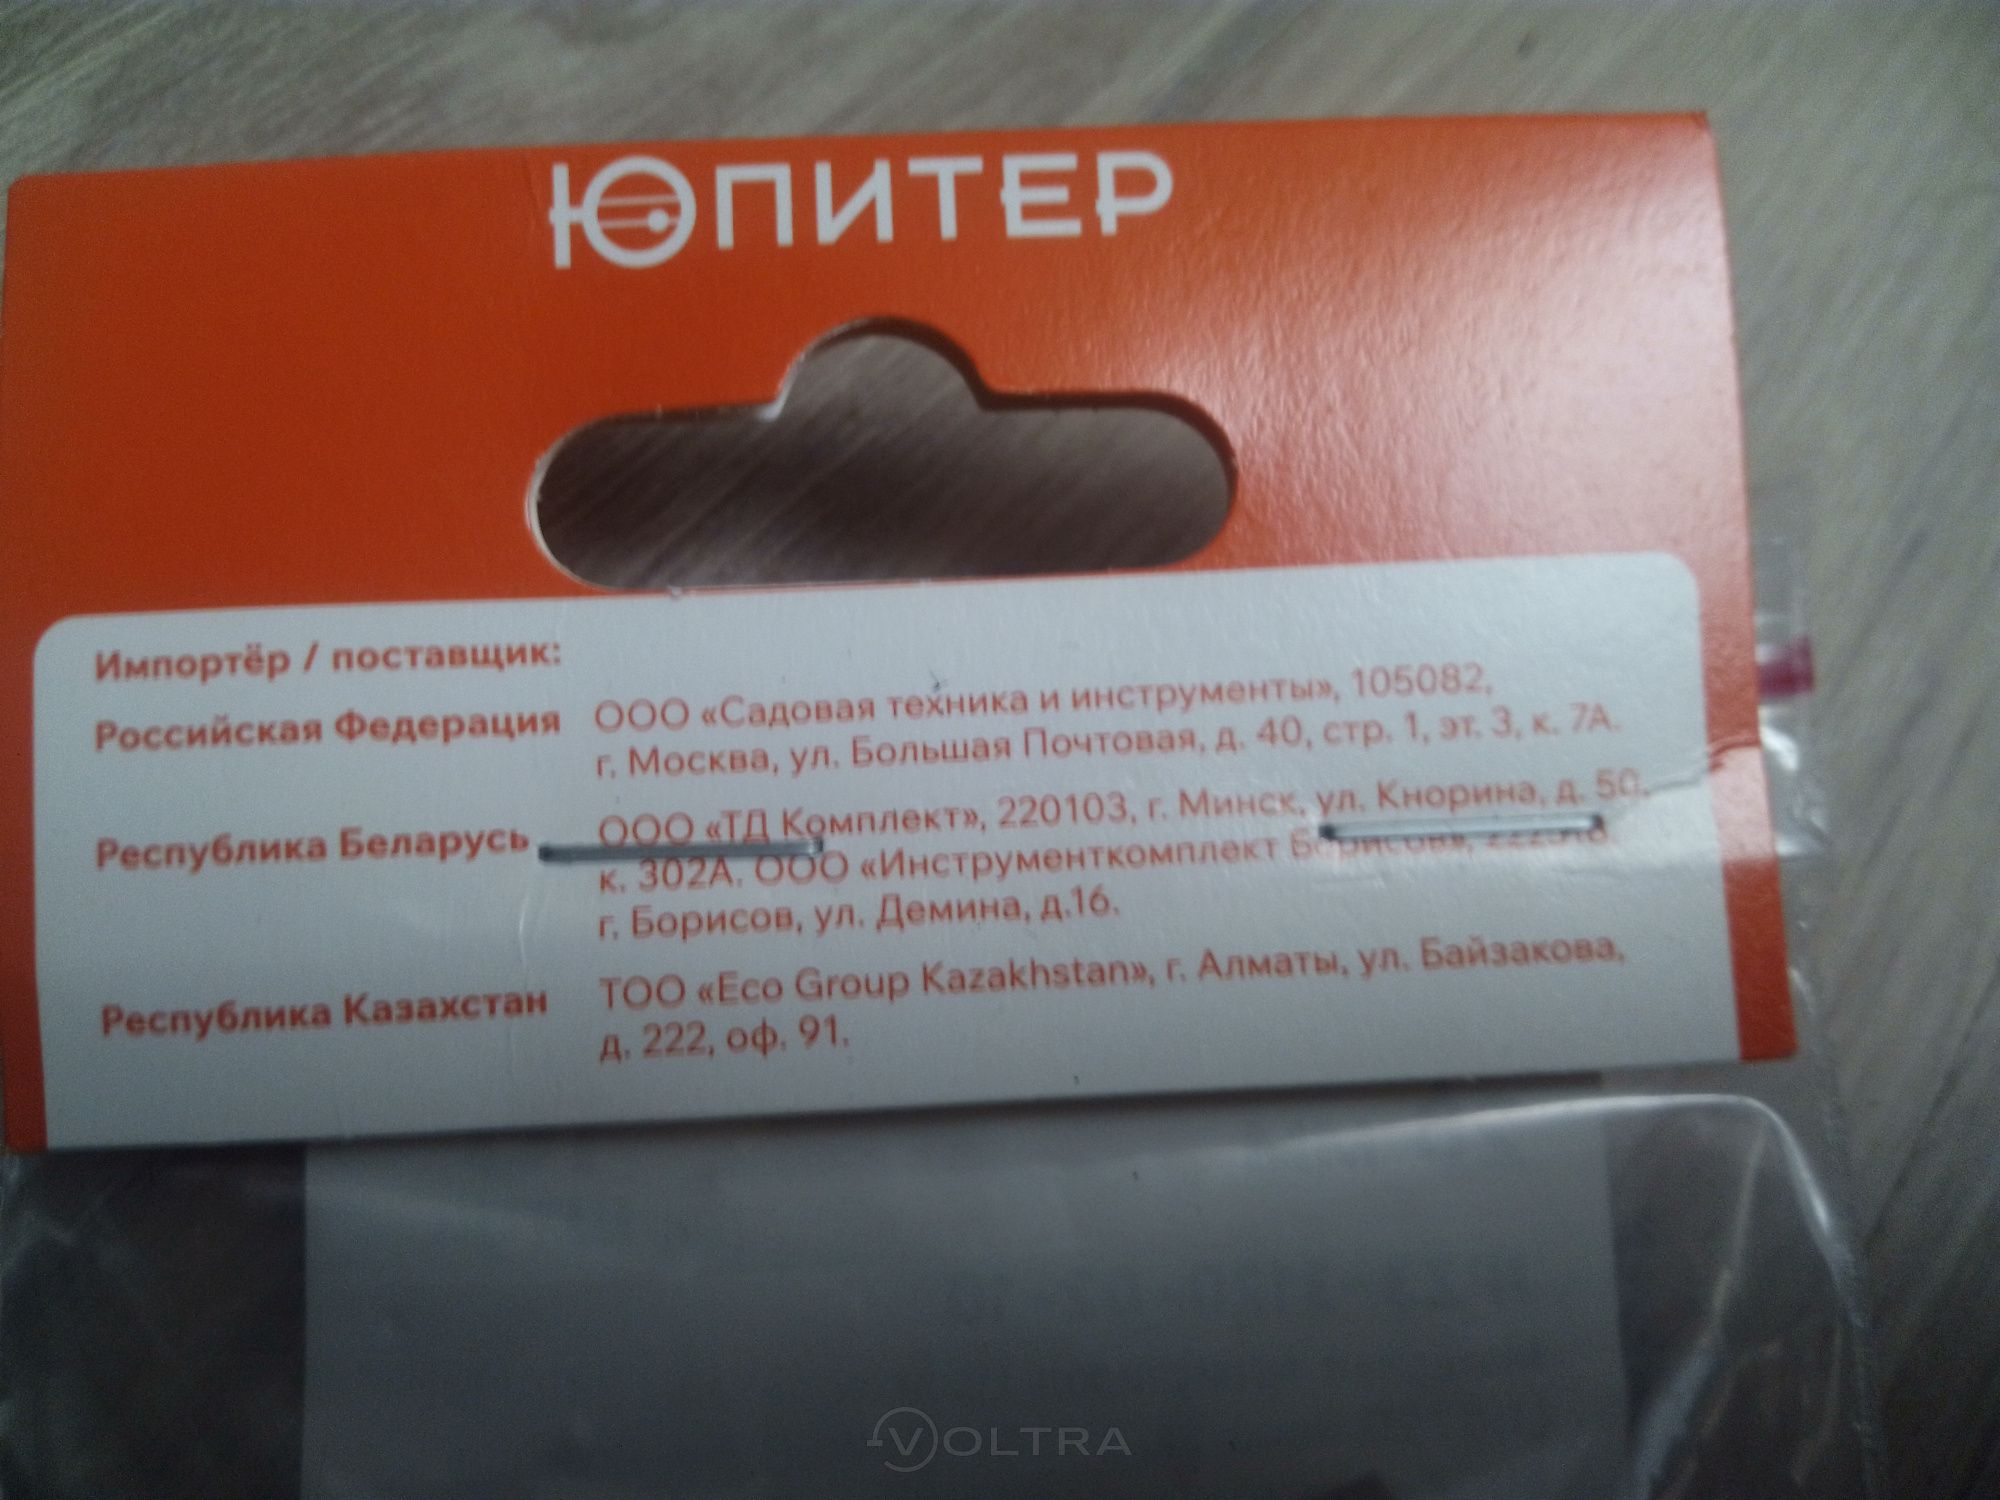 ЮПИТЕР
Импортёр / поставщик:
Российская Федерация
ООО «Садовая техника и инструменты», 105082,
г. Москва, ул. Большая Почтовая, д. 40, стр. 1, эт. 3, к. 7А.
Республика Беларусь
ООО «ТД Комплект», 220103, г. Минск, ул. Кнорина, д. 50,
к. 302А. ООО «Инструменткомплект Борисов»,
г. Борисов, ул. Демина, д.16.
Республика Казахстан
ТОО «Eco Group Kazakhstan», г. Алматы, ул. Байзакова,
д. 222, оф. 91.
VOLTRA